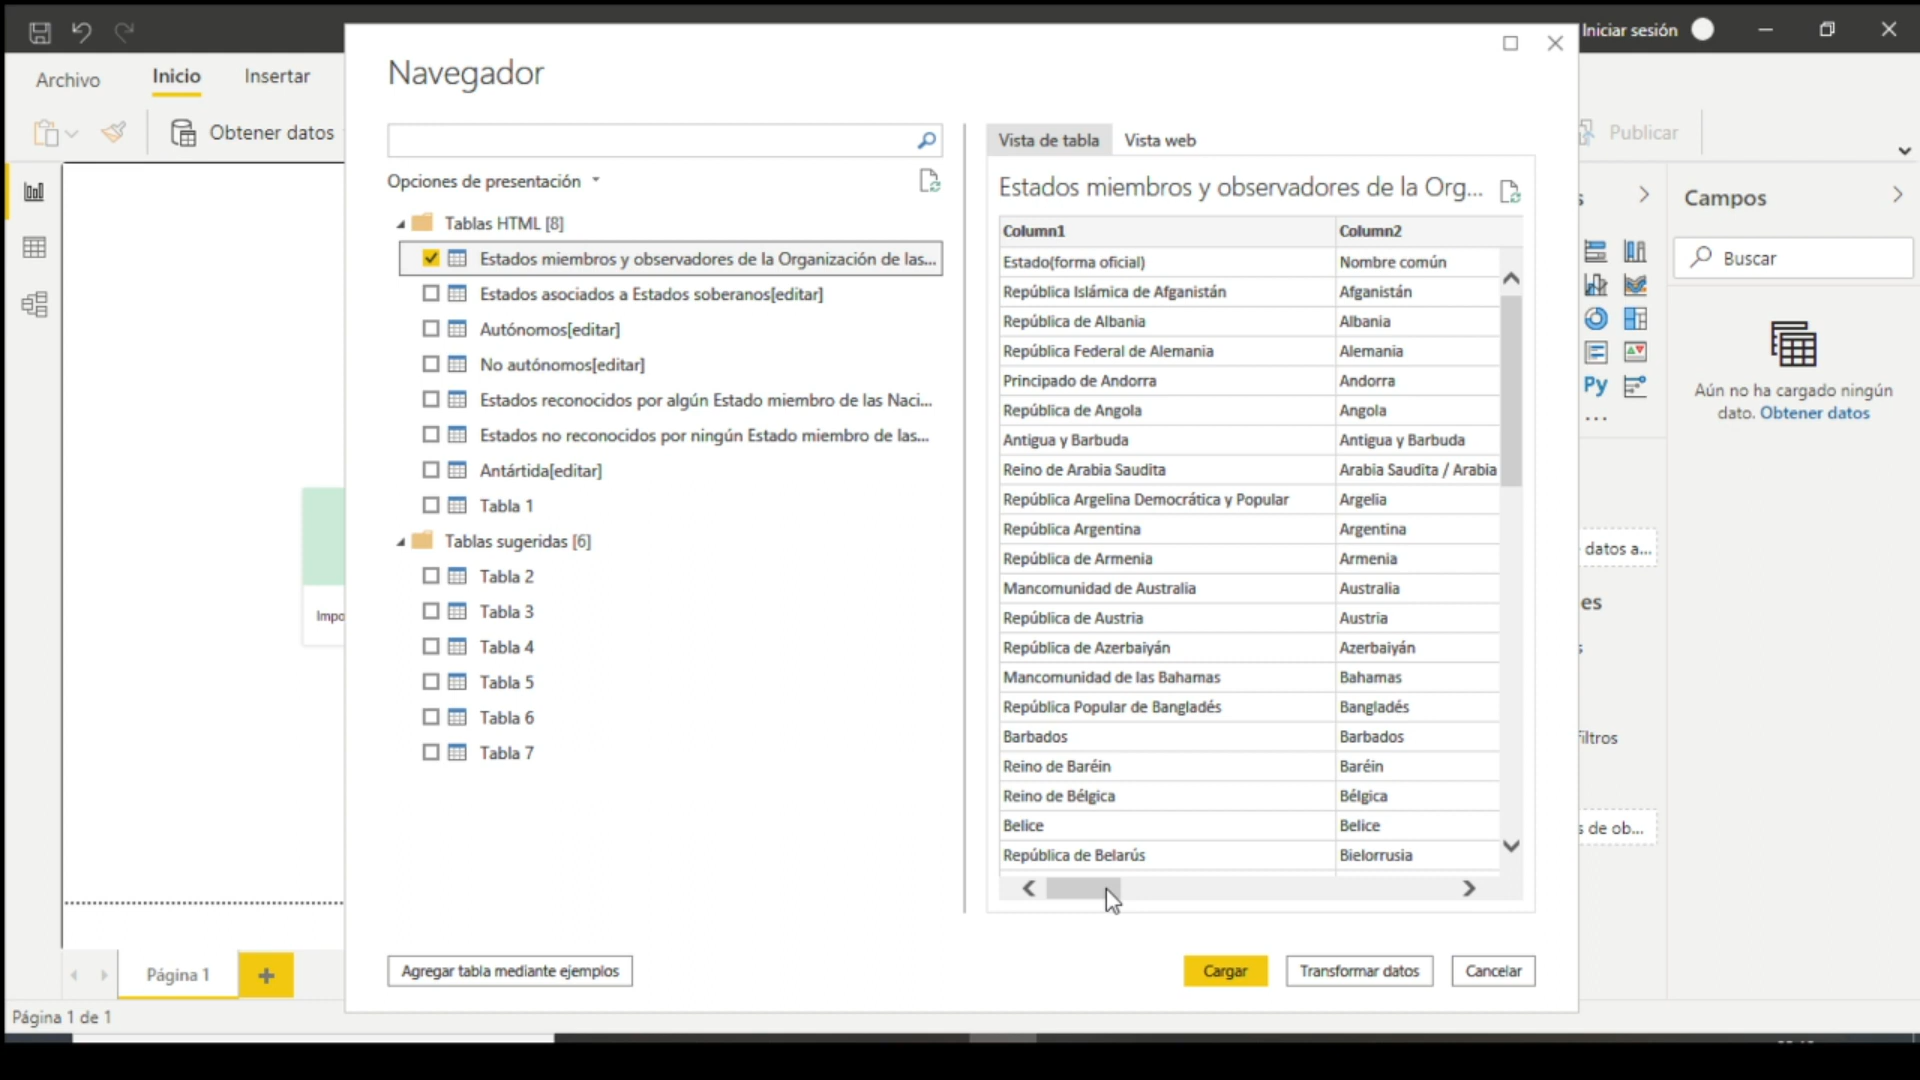 Iniciar sesión
Archivo
Inicio
Insertar
Obtener datos
Publicar
Navegador
Opciones de presentación
Tablas HTML [8]
Estados miembros y observadores de la Organización de las...
Estados asociados a Estados soberanos[editar]
Autónomos[editar]
No autónomos[editar]
Estados reconocidos por algún Estado miembro de las Naci...
Estados no reconocidos por ningún Estado miembro de las...
Antártida[editar]
Tabla 1
Tablas sugeridas [6]
Tabla 2
Tabla 3
Tabla 4
Tabla 5
Tabla 6
Tabla 7
Agregar tabla mediante ejemplos
Vista de tabla Vista web
Estados miembros y observadores de la Org...
Column1 Column2
Estado(forma oficial) Nombre común
República Islámica de Afganistán Afganistán
República de Albania Albania
República Federal de Alemania Alemania
Principado de Andorra Andorra
República de Angola Angola
Antigua y Barbuda Antigua y Barbuda
Reino de Arabia Saudita Arabia Saudita / Arabia
República Argelina Democrática y Popular Argelia
República Argentina Argentina
República de Armenia Armenia
Mancomunidad de Australia Australia
República de Austria Austria
República de Azerbaiyán Azerbaiyán
Mancomunidad de las Bahamas Bahamas
República Popular de Bangladés Bangladés
Barbados Barbados
Reino de Baréin Baréin
Reino de Bélgica Bélgica
Belice Belice
República de Belarús Bielorrusia
Cargar
Transformar datos
Cancelar
Campos
Buscar
Aún no ha cargado ningún
dato. Obtener datos
Py
...
datos a...
es
s
filtros
s de ob...
Impo
Página 1
Página 1 de 1